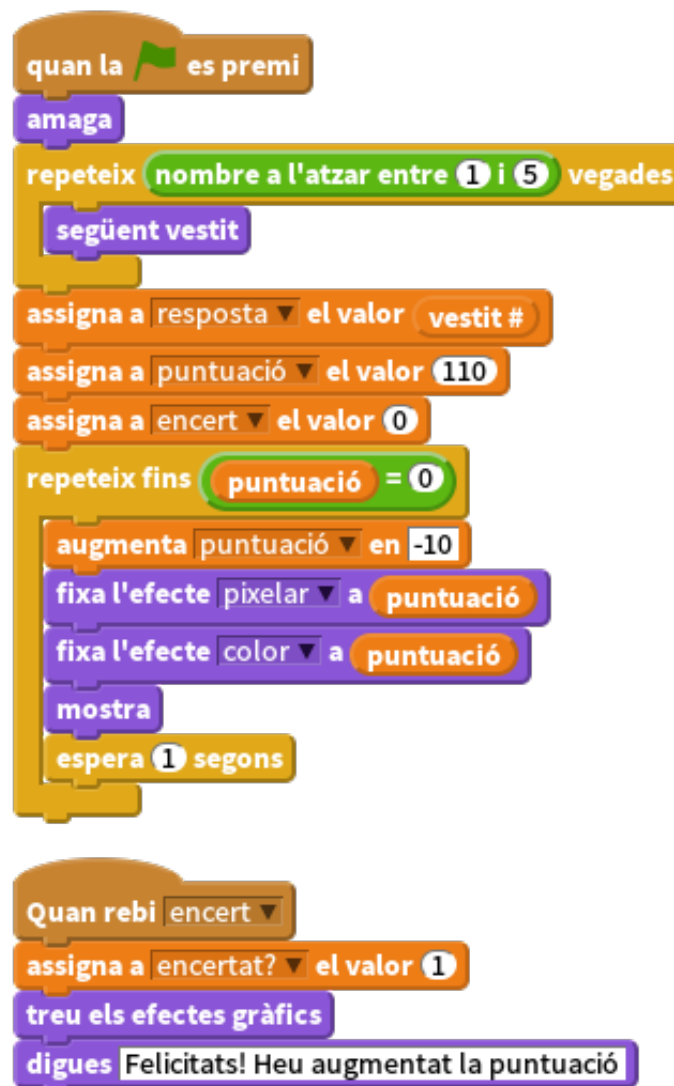 quan la es premi
amaga
repeteix nombre a l'atzar entre 1 i 5 vegades
següent vestit
assigna a resposta el valor vestit #
assigna a puntuació el valor 110
assigna a encert el valor 0
repeteix fins puntuació = 0
augmenta puntuació en -10
fixa l'efecte pixelar a puntuació
fixa l'efecte color a puntuació
mostra
espera 1 segons
Quan rebi encert
assigna a encertat? el valor 1
treu els efectes gràfics
digues Felicitats! Heu augmentat la puntuació